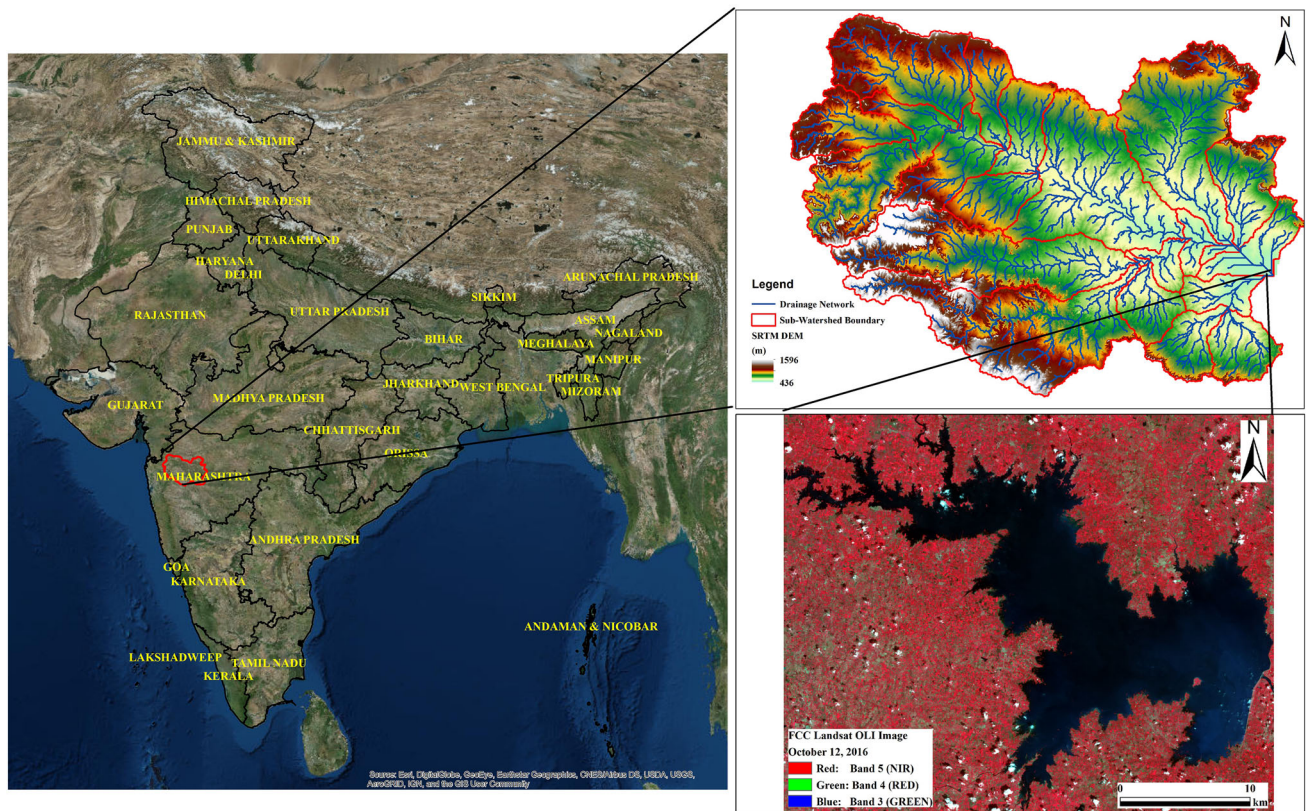 JAMMU & KASHMIR
HIMACHAL PRADESH
PUNJAB
UTTARAKHAND
HARYANA
DELHI
ARUNACHAL PRADESH
SIKKIM
RAJASTHAN
UTTAR PRADESH
ASSAM
NAGALAND
BIHAR
MEGHALAYA
MANIPUR
TRIPURA
MIZORAM
JHARKHAND
WEST BENGAL
GUJARAT
MADHYA PRADESH
CHHATTISGARH
ORISSA
MAHARASHTRA
ANDHRA PRADESH
GOA
KARNATAKA
ANDAMAN & NICOBAR
LAKSHADWEEP
TAMIL NADU
KERALA
Source: Esri, DigitalGlobe, GeoEye, Earthstar Geographics, CNES/Airbus DS, USDA, USGS,
AeroGRID, IGN, and the GIS User Community
N
Legend
Drainage Network
Sub-Watershed Boundary
SRTM DEM
(m)
1596
436
N
FCC Landsat OLI Image
October 12, 2016
Red: Band 5 (NIR)
Green: Band 4 (RED)
Blue: Band 3 (GREEN)
0 10
km